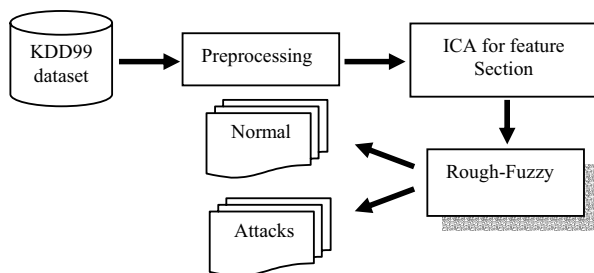 KDD99
dataset
Preprocessing
ICA for feature
Section
Normal
Rough-Fuzzy
Attacks